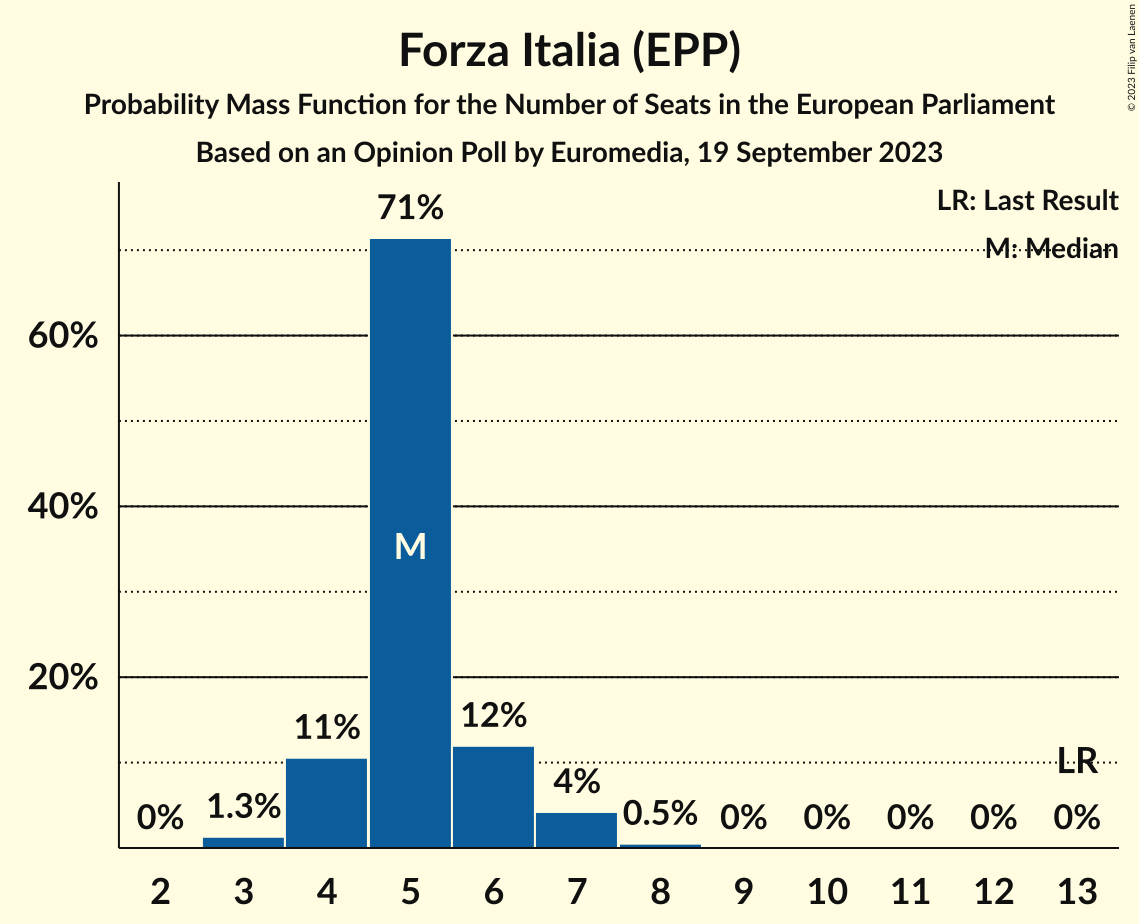 Forza Italia (EPP)
Probability Mass Function for the Number of Seats in the European Parliament
Based on an Opinion Poll by Euromedia, 19 September 2023
© 2023 Filip van Laenen
LR: Last Result
M: Median
71%
60%
40%
M
20%
12%
11%
LR
4%
1.3%
0.5%
0% 0% 0% 0% 0% 0%
2 3 4 5 6 7 8 9 10 11 12 13